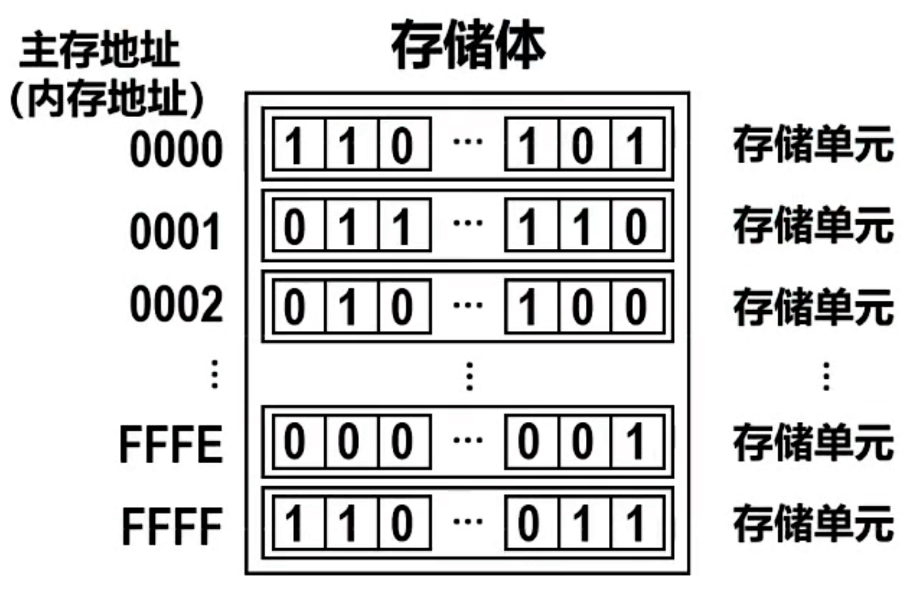 存储体
主存地址
(内存地址)
0000 1 1 0 ... 1 0 1 存储单元
0001 0 1 1 ... 1 1 0 存储单元
0002 0 1 0 ... 1 0 0 存储单元
⋮ ⋮ ⋮
FFFE 0 0 0 ... 0 0 1 存储单元
FFFF 1 1 0 ... 0 1 1 存储单元